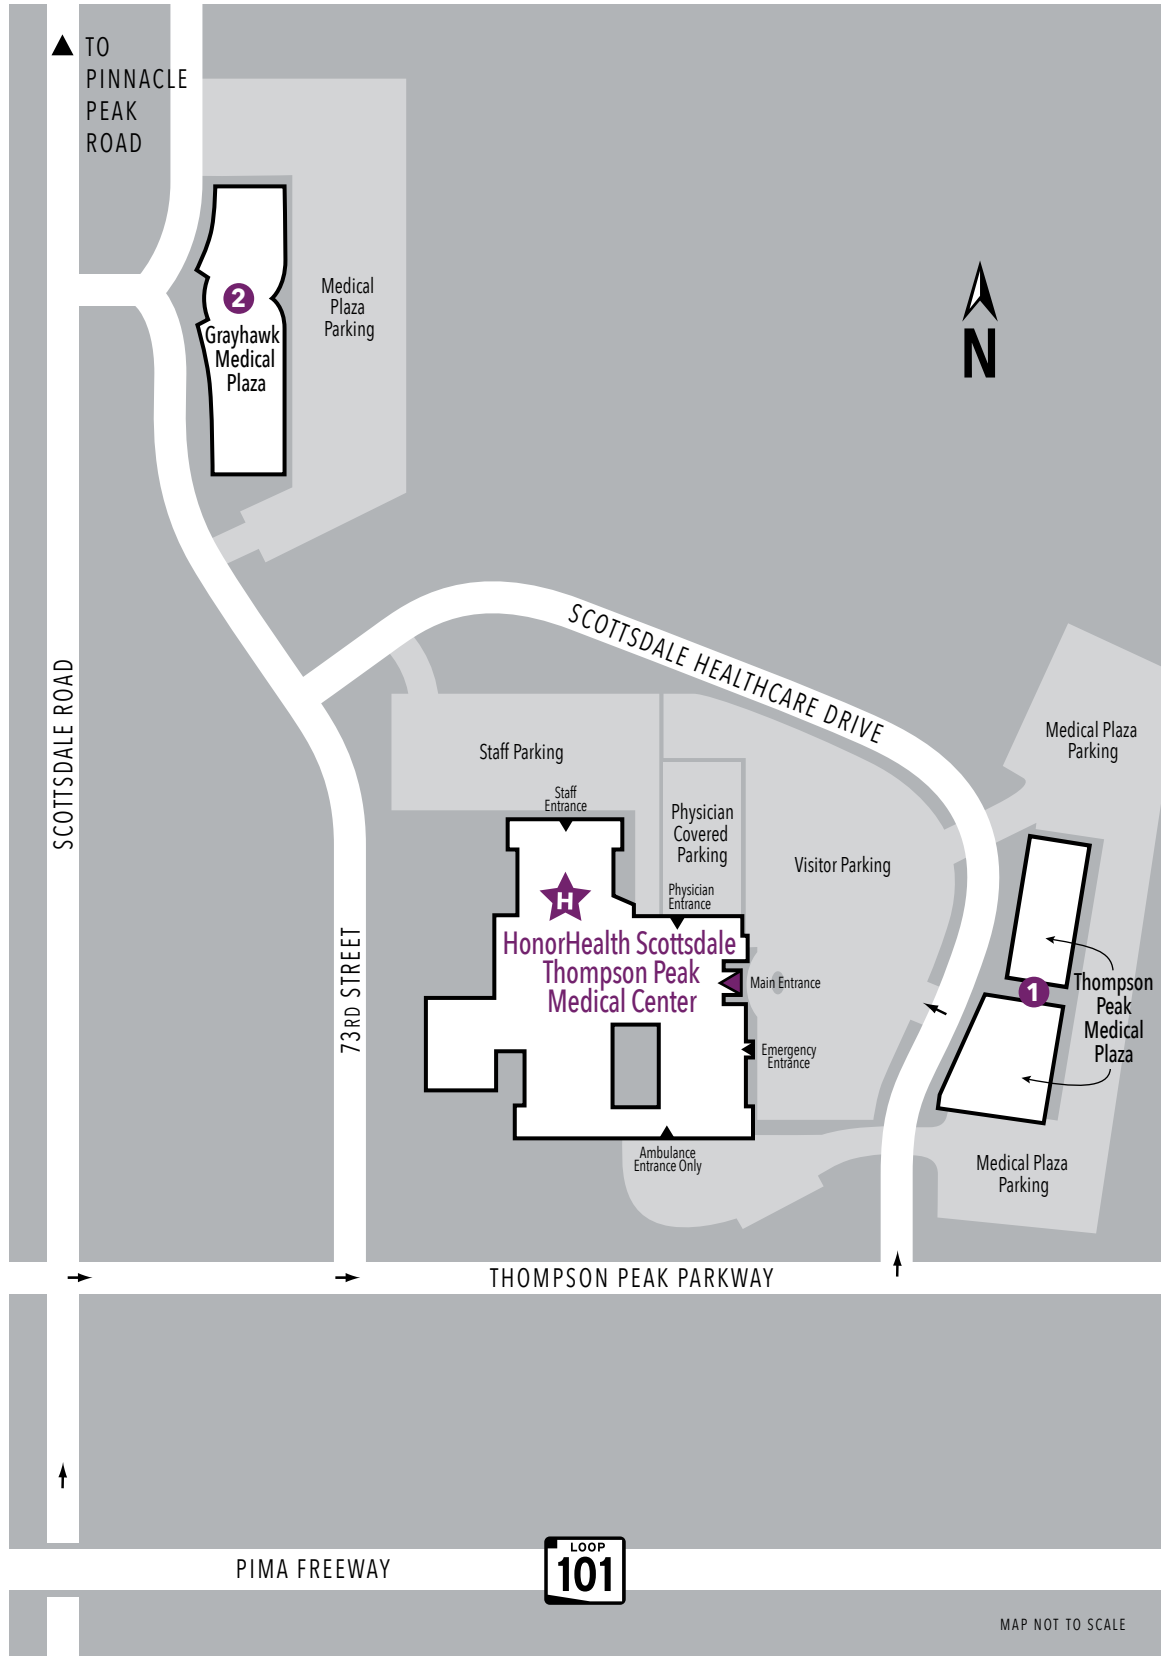 TO
PINNACLE
PEAK
ROAD
2
Grayhawk
Medical
Plaza
Medical
Plaza
Parking
N
SCOTTSDALE HEALTHCARE DRIVE
SCOTTSDALE ROAD
73RD STREET
Staff Parking
Staff
Entrance
Physician
Covered
Parking
Physician
Entrance
Visitor Parking
Medical Plaza
Parking
H
HonorHealth Scottsdale
Thompson Peak
Medical Center
Main Entrance
Emergency
Entrance
1
Thompson
Peak
Medical
Plaza
Ambulance
Entrance Only
Medical Plaza
Parking
THOMPSON PEAK PARKWAY
PIMA FREEWAY
LOOP
101
MAP NOT TO SCALE